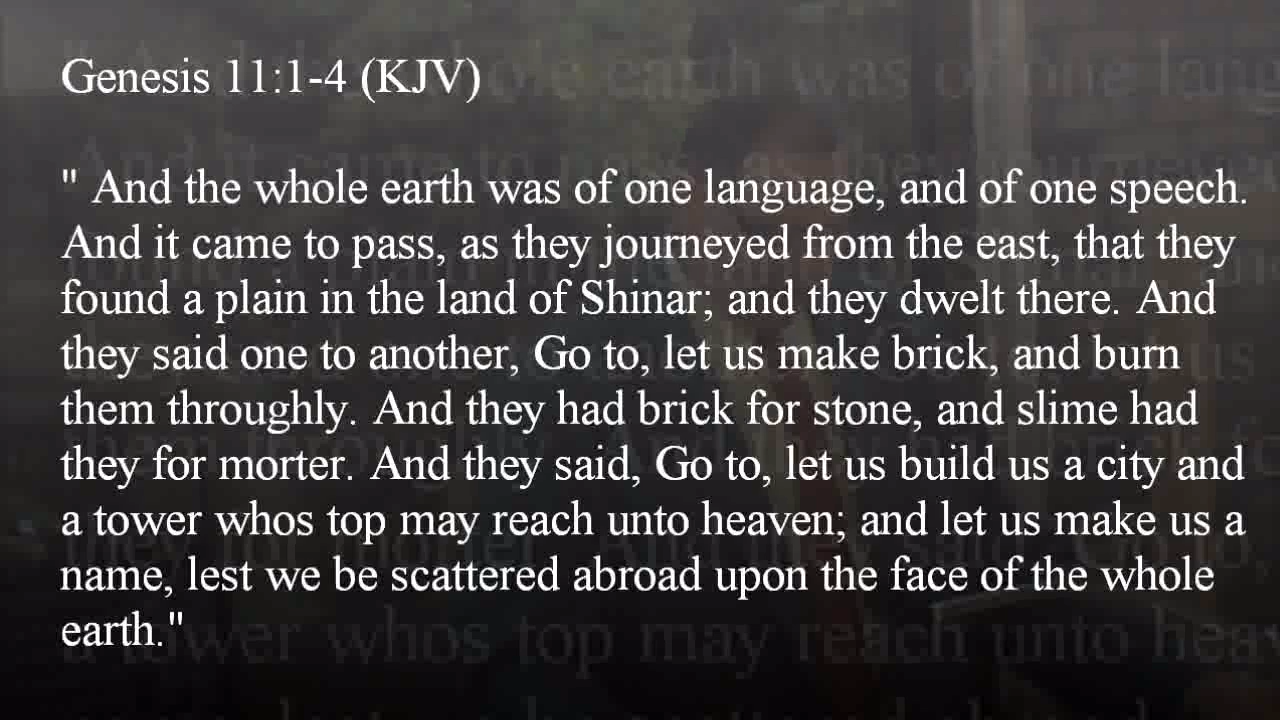 Genesis 11:1-4 (KJV)
" And the whole earth was of one language, and of one speech.
And it came to pass, as they journeyed from the east, that they
found a plain in the land of Shinar; and they dwelt there. And
they said one to another, Go to, let us make brick, and burn
them throughly. And they had brick for stone, and slime had
they for morter. And they said, Go to, let us build us a city and
a tower whos top may reach unto heaven; and let us make us a
name, lest we be scattered abroad upon the face of the whole
earth."